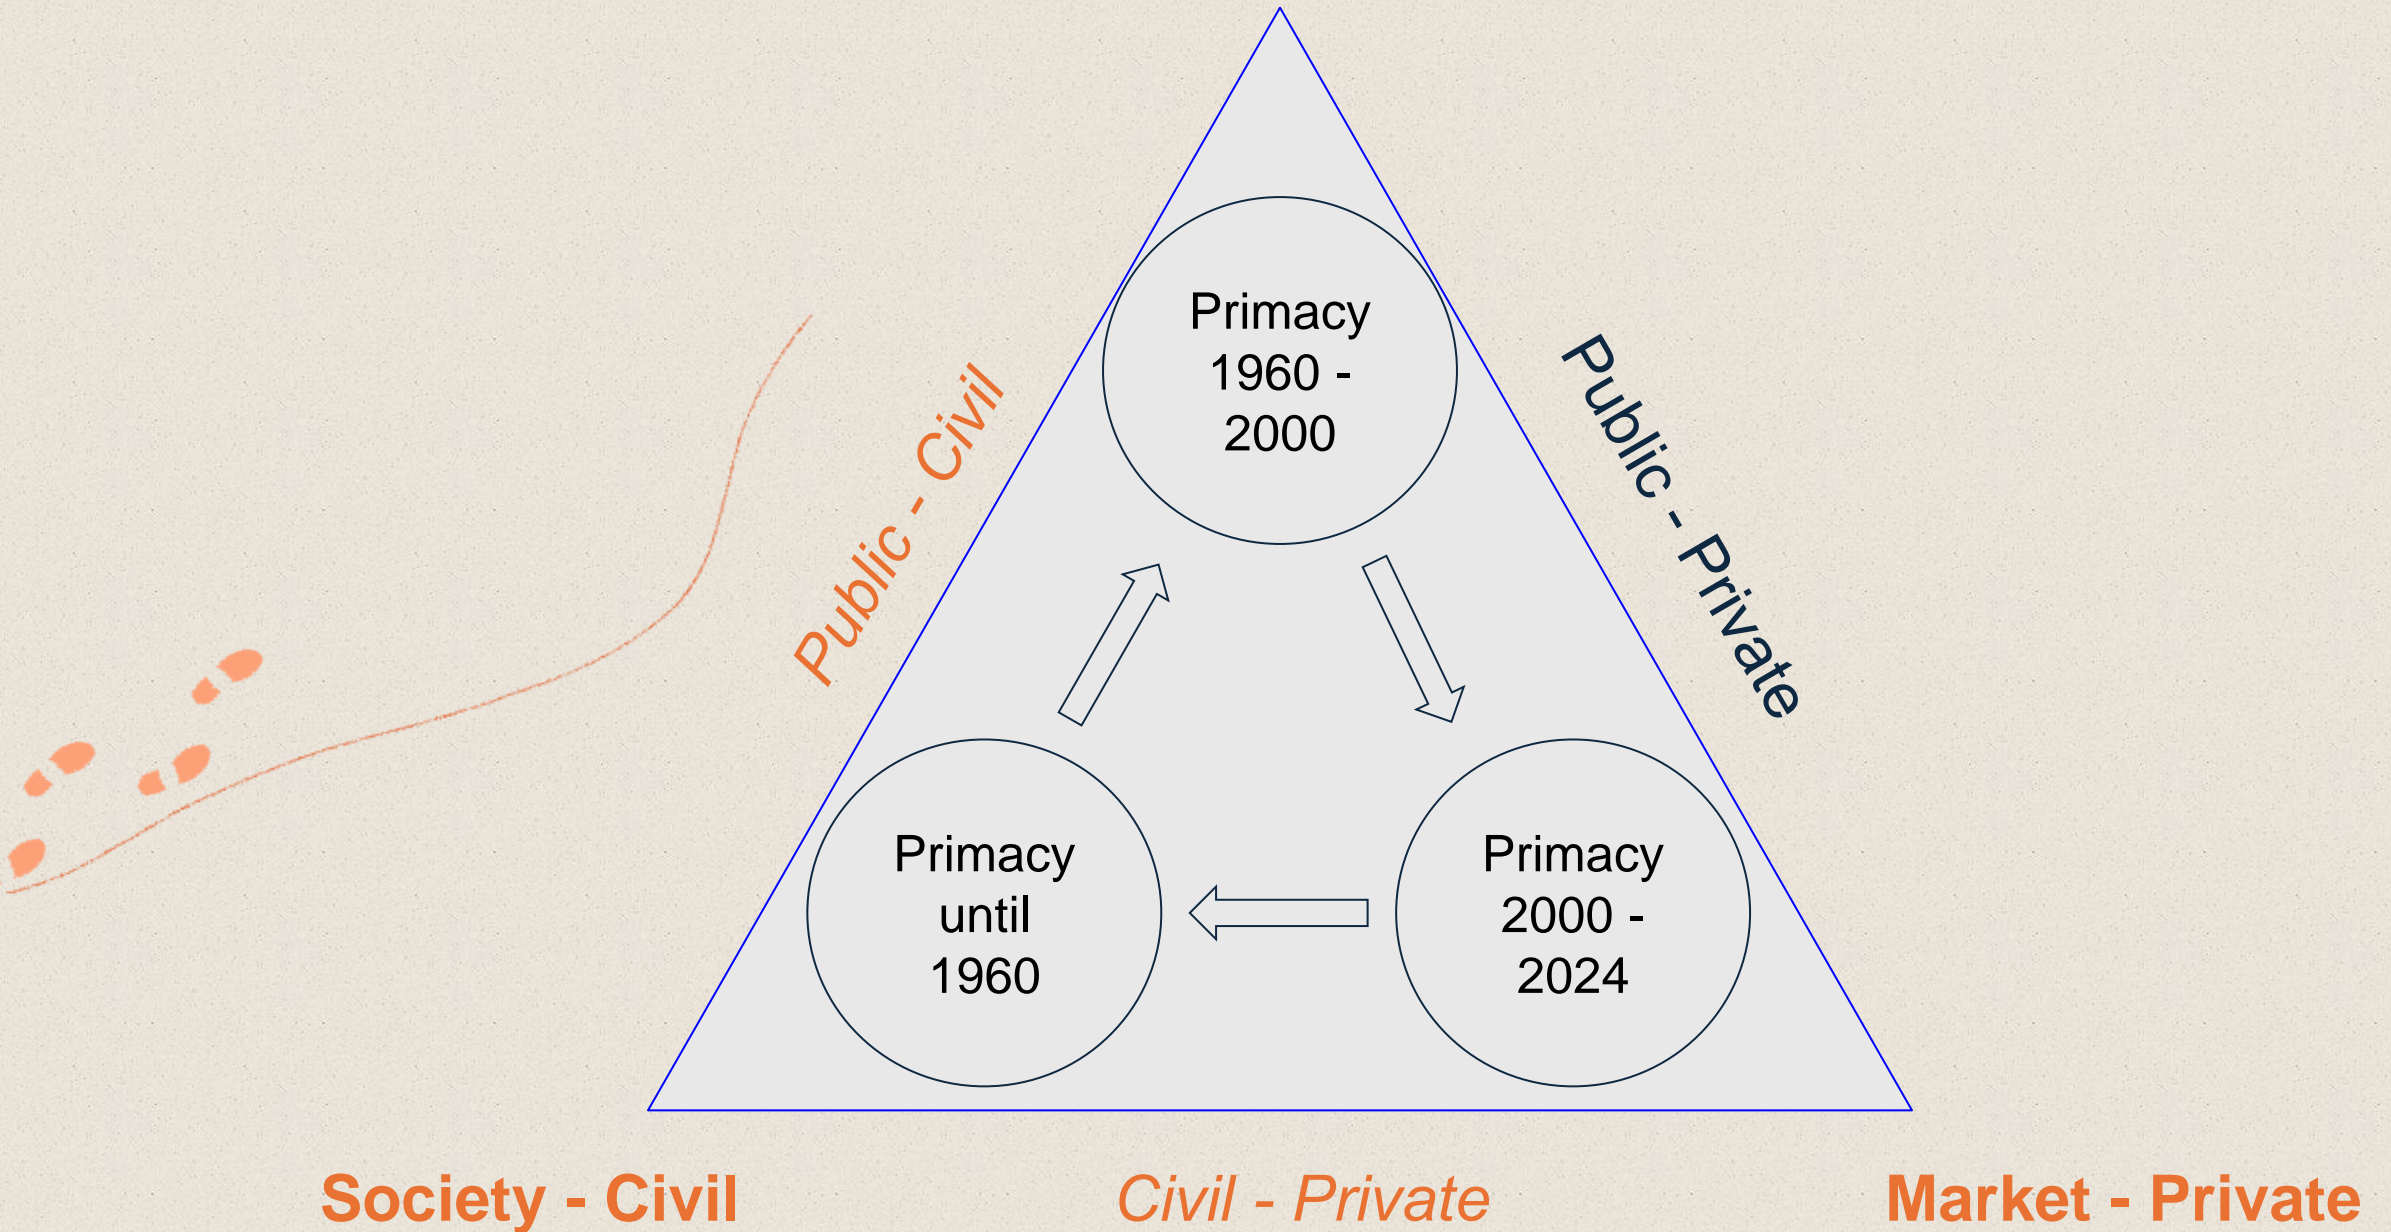 Primacy
1960 -
2000
Public - Civil
Public - Private
Primacy
until
1960
Primacy
2000 -
2024
Society - Civil
Civil - Private
Market - Private